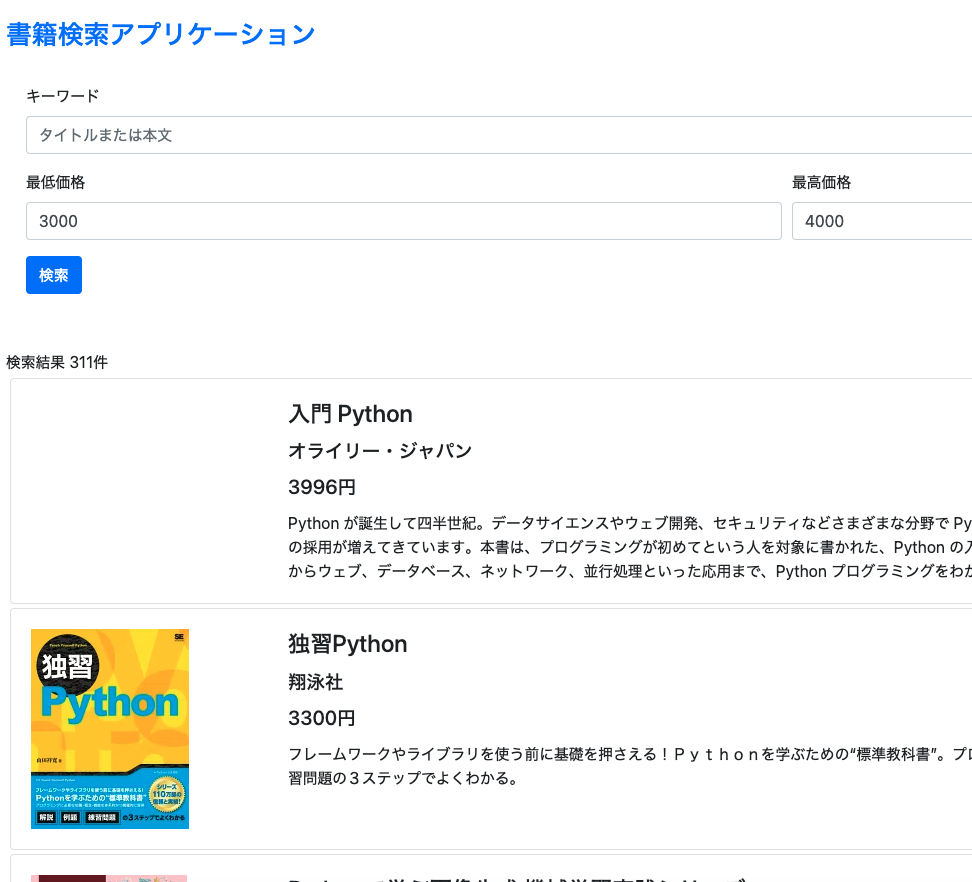 書籍検索アプリケーション
キーワード
タイトルまたは本文
最低価格
最高価格
3000
4000
検索
検索結果 311件
入門 Python
オライリー・ジャパン
3996円
Python が誕生して四半世紀。データサイエンスやウェブ開発、セキュリティなどさまざまな分野で Py
の採用が増えてきています。本書は、プログラミングが初めてという人を対象に書かれた、Python の入
からウェブ、データベース、ネットワーク、並行処理といった応用まで、Python プログラミングをわか
SE
独習
Python
山田祥寛 著
フレームワークやライブラリを使う前に基礎を押さえる!
Pythonを学ぶための“標準教科書”
シリーズ
110万部の
信頼と実績!
解説 例題 練習問題 の3ステップでよくわかる
独習Python
翔泳社
3300円
フレームワークやライブラリを使う前に基礎を押さえる！Ｐｙｔｈｏｎを学ぶための“標準教科書”。プロ
習問題の３ステップでよくわかる。